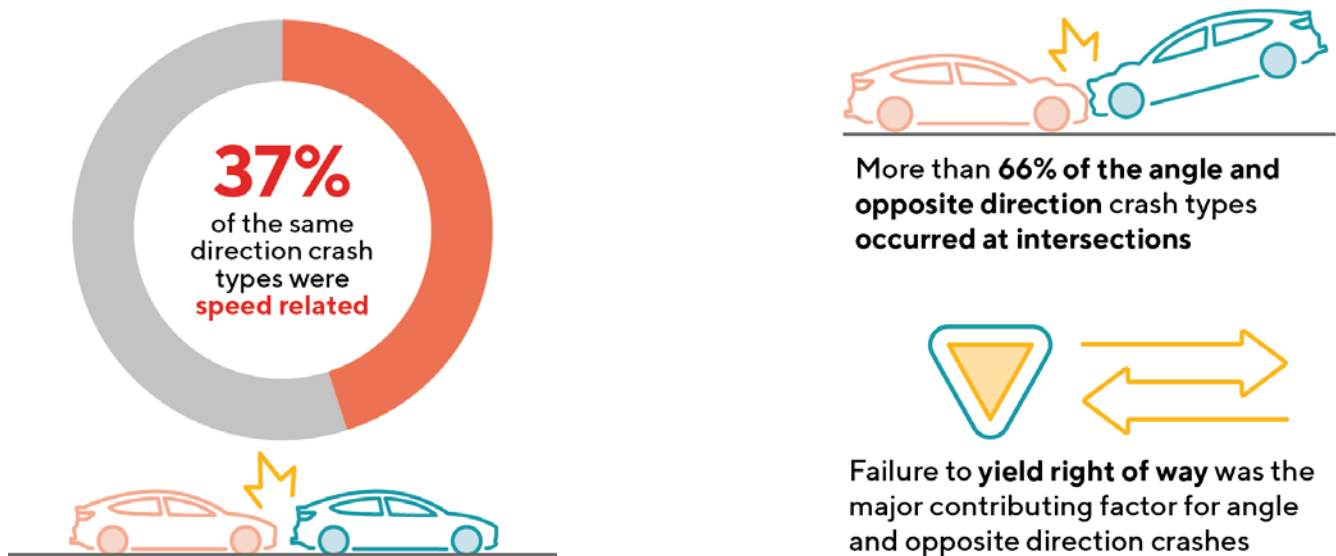 37%
of the same
direction crash
types were
speed related
More than 66% of the angle and
opposite direction crash types
occurred at intersections
Failure to yield right of way was the
major contributing factor for angle
and opposite direction crashes